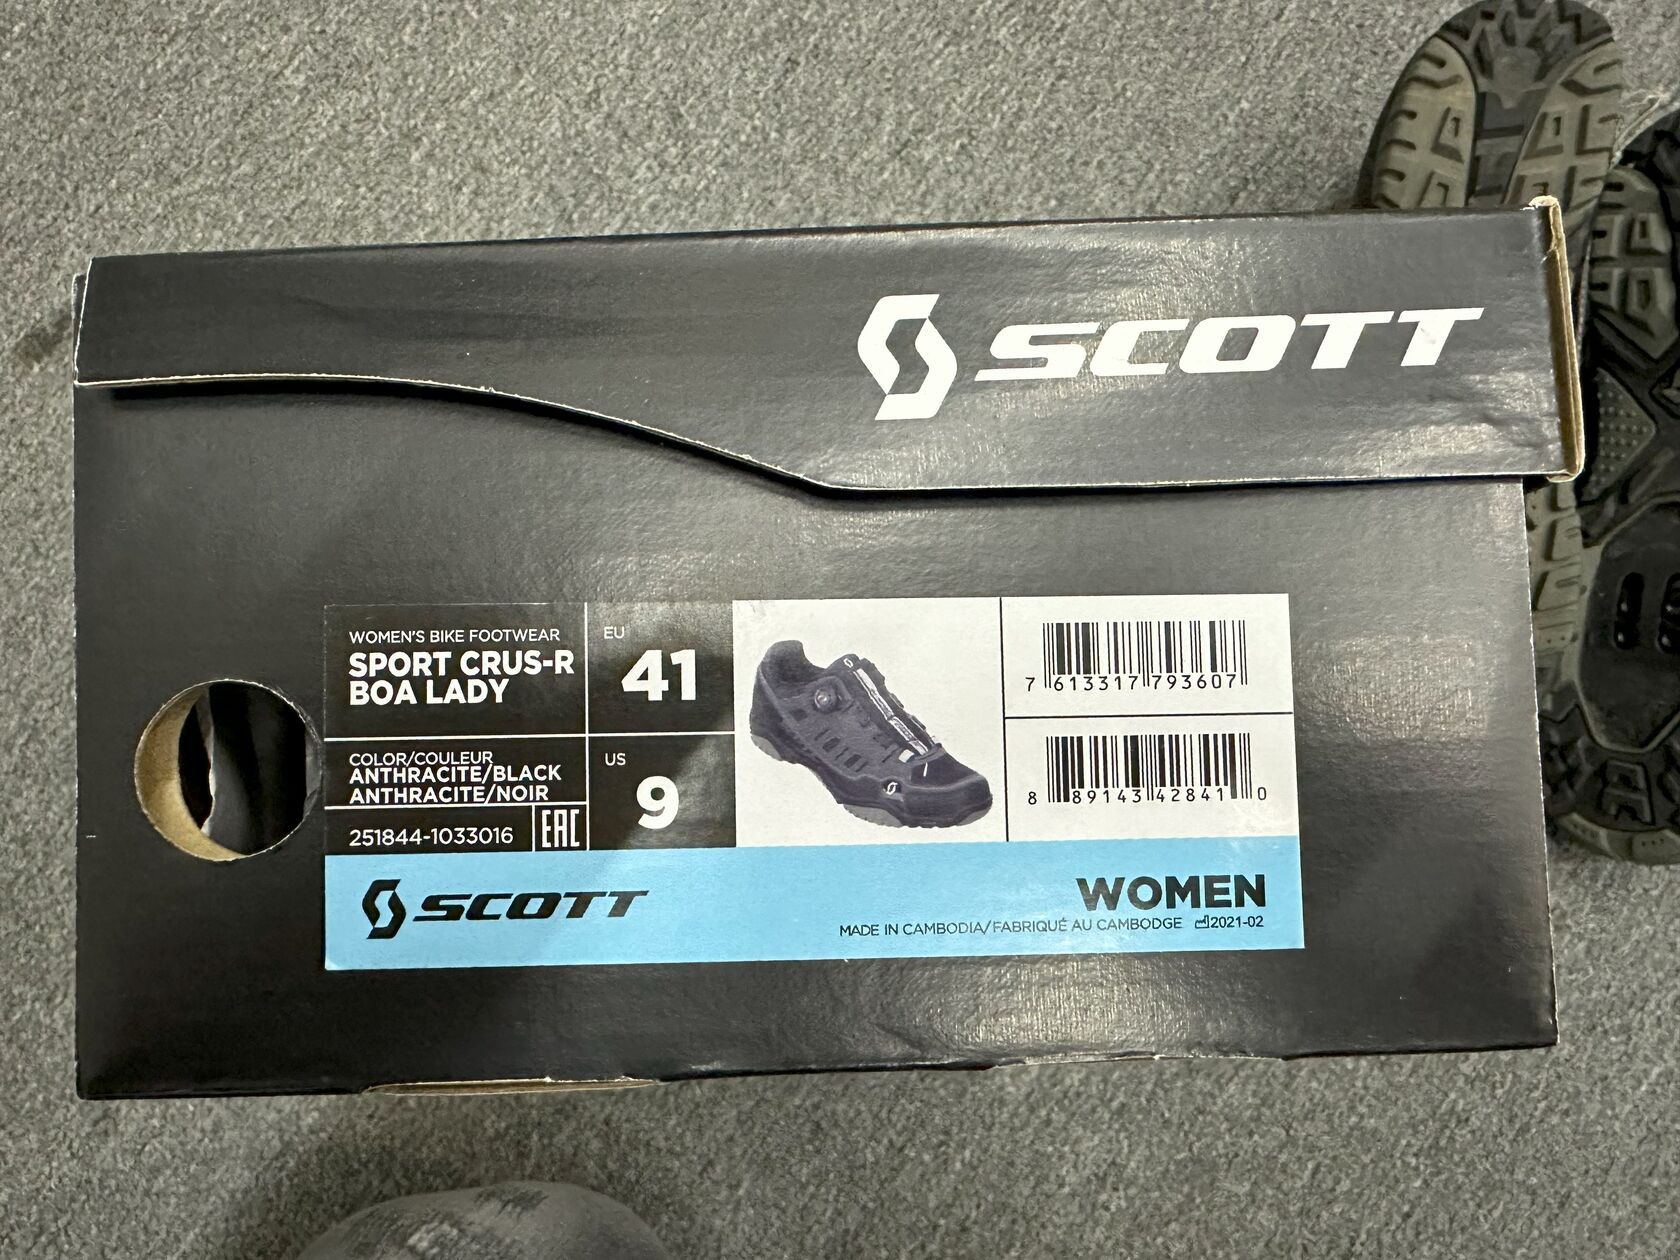 SCOTT
WOMEN'S BIKE FOOTWEAR
SPORT CRUS-R
BOA LADY
EU
41
COLOR/COULEUR
ANTHRACITE/BLACK
ANTHRACITE/NOIR
US
9
251844-1033016
EAC
7 613317 793607
8 89143 42841 0
SCOTT
WOMEN
MADE IN CAMBODIA/FABRIQUÉ AU CAMBODGE 2021-02